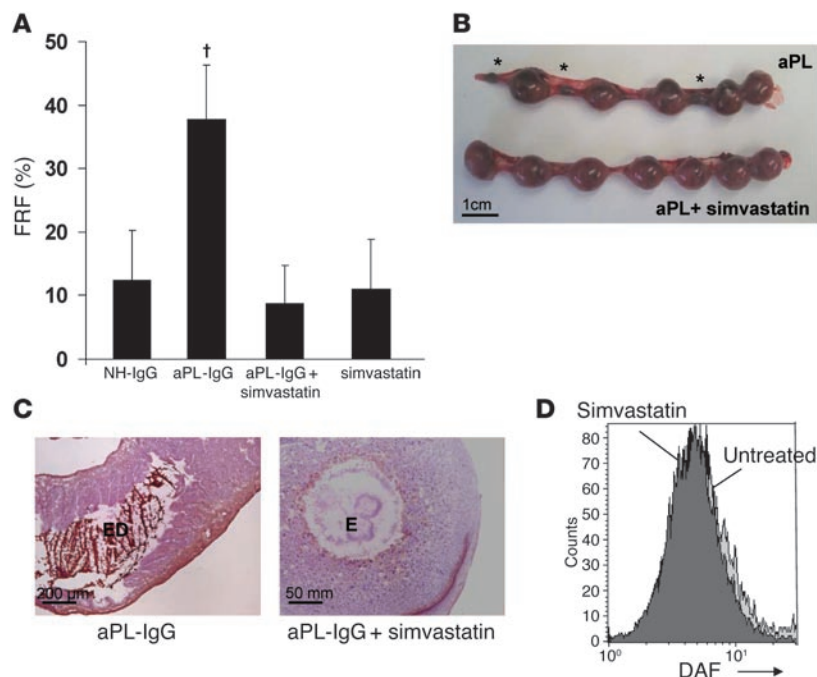 A
50
40
30
20
10
0
FRF (%)
†
NH-IgG
aPL-IgG
aPL-IgG +
simvastatin
simvastatin
B
* * *
aPL
aPL+ simvastatin
1cm
C
ED
200 µm
aPL-IgG
E
50 mm
aPL-IgG + simvastatin
D
Simvastatin
Untreated
80
70
60
50
40
30
20
10
0
Counts
10⁰
10¹
DAF